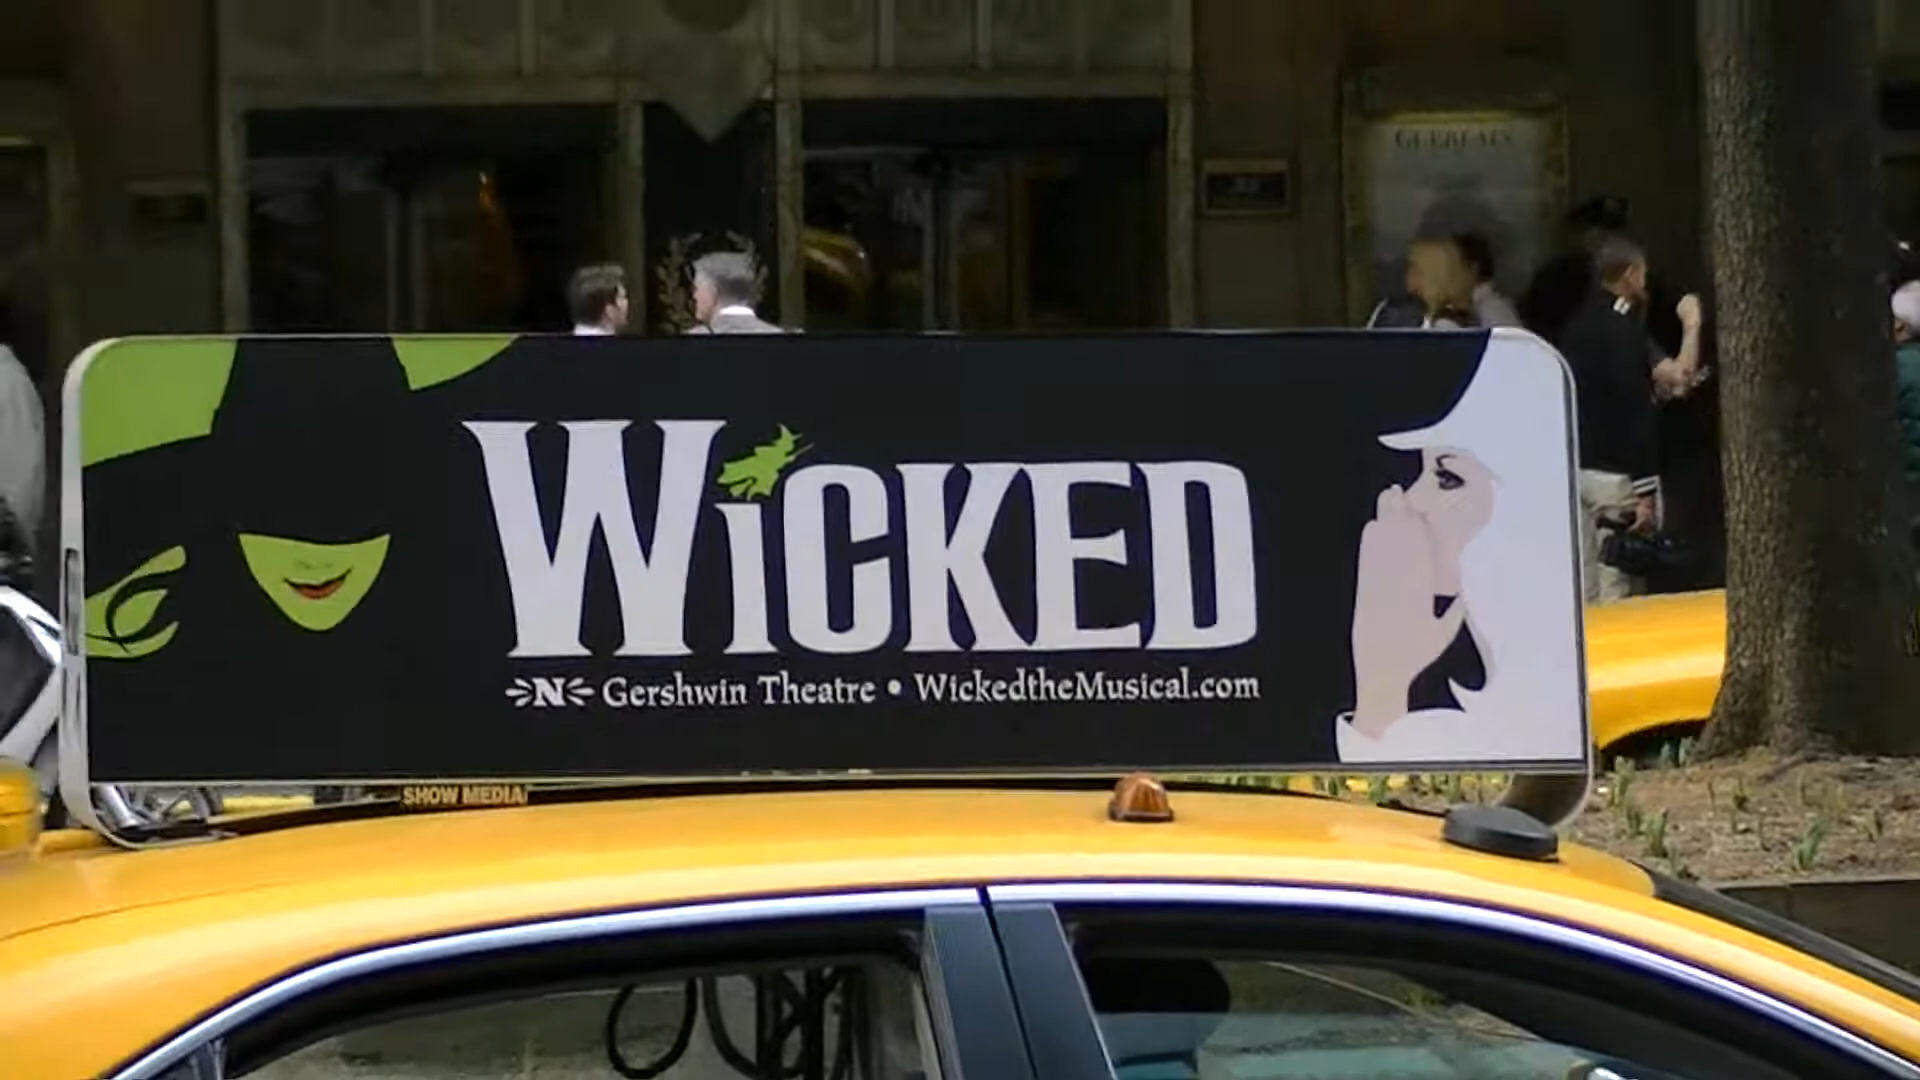 WICKED
N Gershwin Theatre • WickedtheMusical.com
SHOW MEDIA